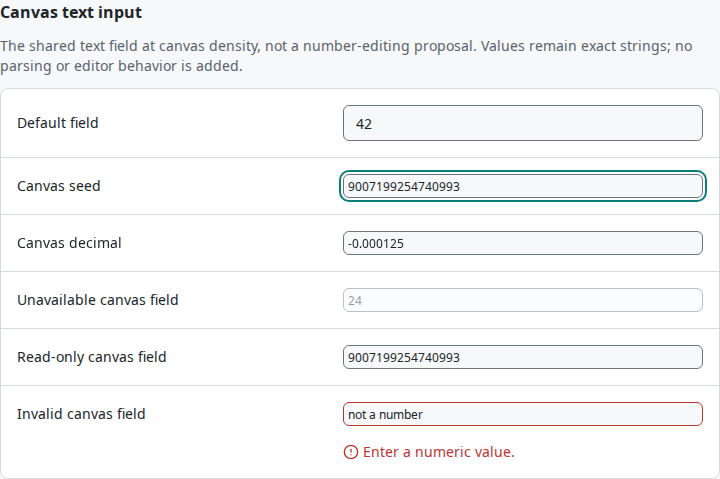 Canvas text input
The shared text field at canvas density, not a number-editing proposal. Values remain exact strings; no
parsing or editor behavior is added.
Default field
42
Canvas seed
9007199254740993
Canvas decimal
-0.000125
Unavailable canvas field
24
Read-only canvas field
9007199254740993
Invalid canvas field
not a number
Enter a numeric value.